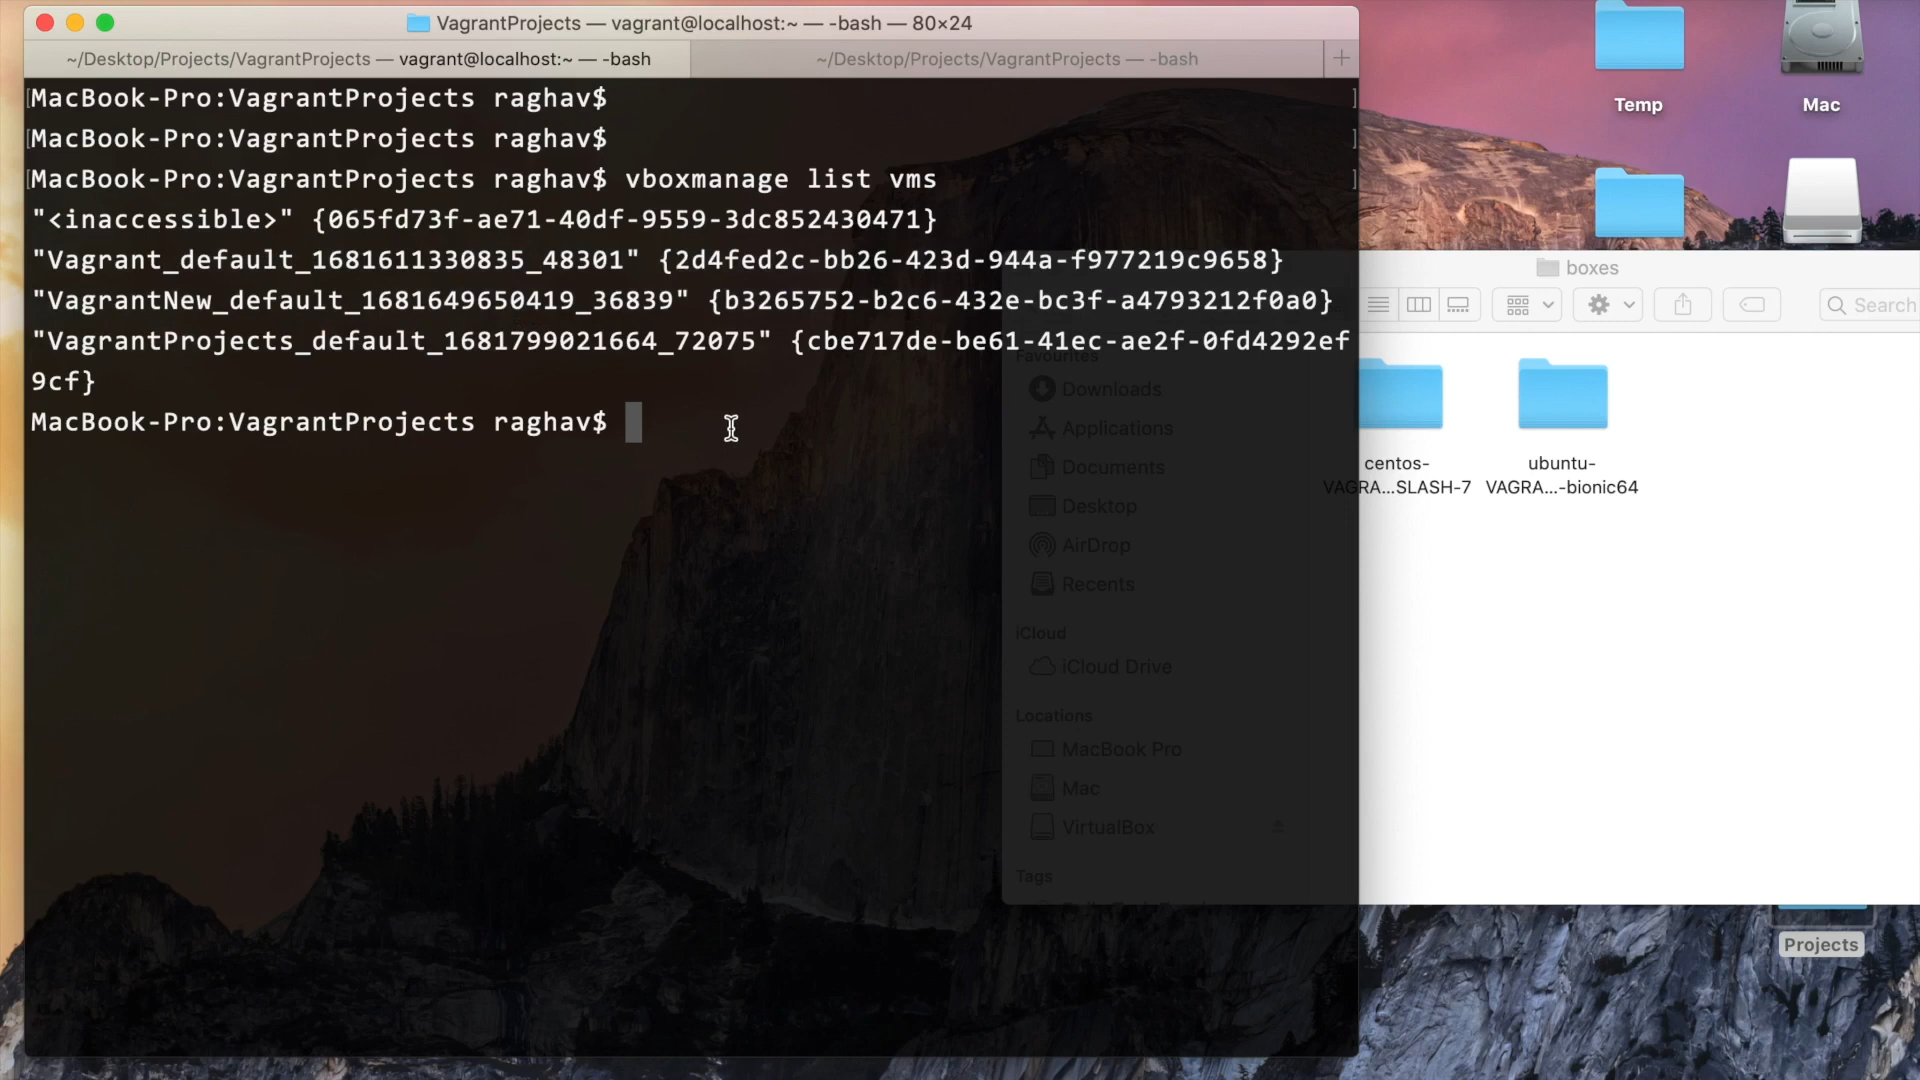 VagrantProjects — vagrant@localhost:~ — -bash — 80×24
~/Desktop/Projects/VagrantProjects — vagrant@localhost:~ — -bash
~/Desktop/Projects/VagrantProjects — -bash
[MacBook-Pro:VagrantProjects raghav$ ]
[MacBook-Pro:VagrantProjects raghav$ ]
[MacBook-Pro:VagrantProjects raghav$ vboxmanage list vms ]
"<inaccessible>" {065fd73f-ae71-40df-9559-3dc852430471}
"Vagrant_default_1681611330835_48301" {2d4fed2c-bb26-423d-944a-f977219c9658}
"VagrantNew_default_1681649650419_36839" {b3265752-b2c6-432e-bc3f-a4793212f0a0}
"VagrantProjects_default_1681799021664_72075" {cbe717de-be61-41ec-ae2f-0fd4292ef
9cf}
MacBook-Pro:VagrantProjects raghav$
Temp
Mac
boxes
Search
Favourites
Downloads
Applications
Documents
Desktop
AirDrop
Recents
iCloud
iCloud Drive
Locations
MacBook Pro
Mac
VirtualBox
Tags
centos-
VAGRA...SLASH-7
ubuntu-
VAGRA...-bionic64
Projects